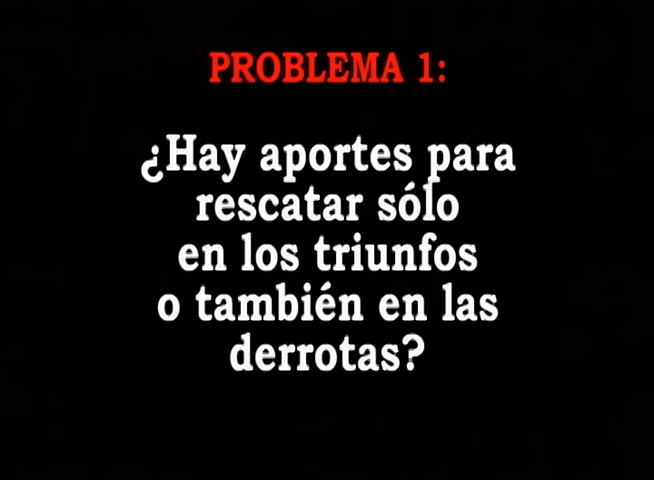 PROBLEMA 1:
¿Hay aportes para
rescatar sólo
en los triunfos
o también en las
derrotas?